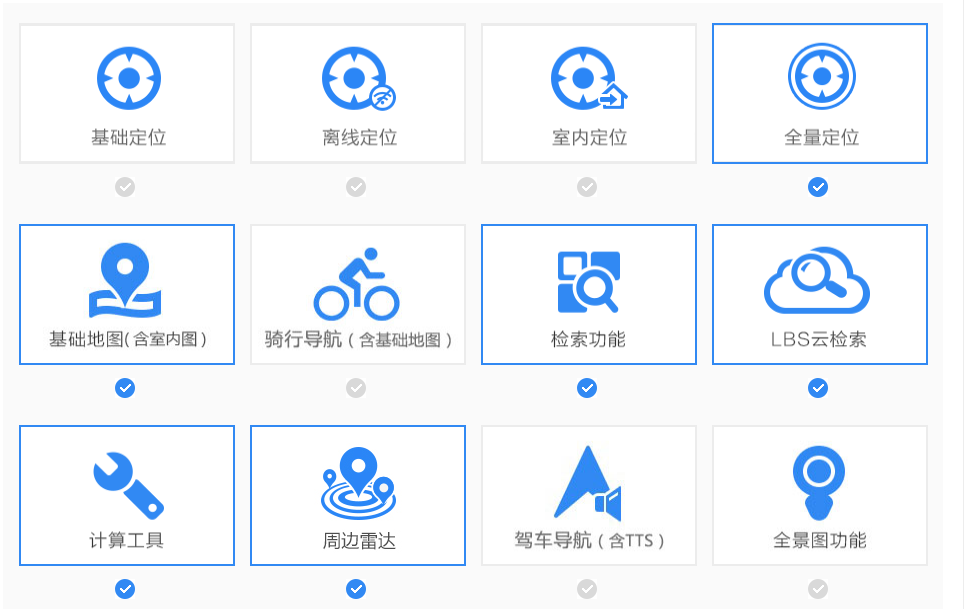 基础定位
离线定位
室内定位
全量定位
基础地图(含室内图)
骑行导航(含基础地图)
检索功能
LBS云检索
计算工具
周边雷达
驾车导航(含TTS)
全景图功能